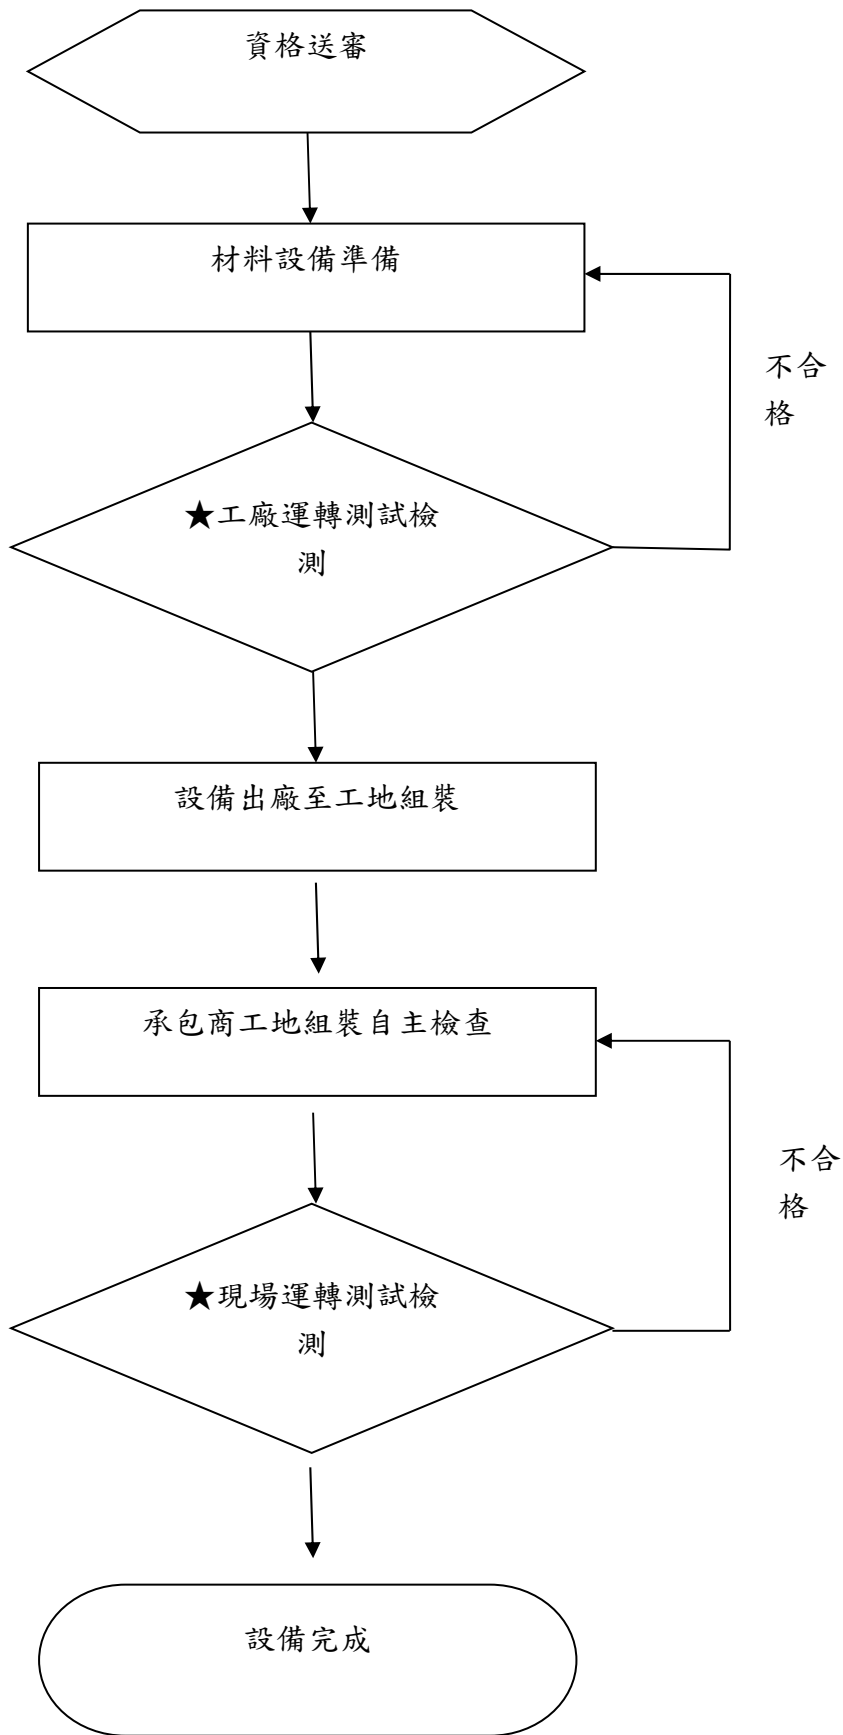 資格送審
材料設備準備
不合
格
★工廠運轉測試檢
測
設備出廠至工地組裝
承包商工地組裝自主檢查
不合
格
★現場運轉測試檢
測
設備完成